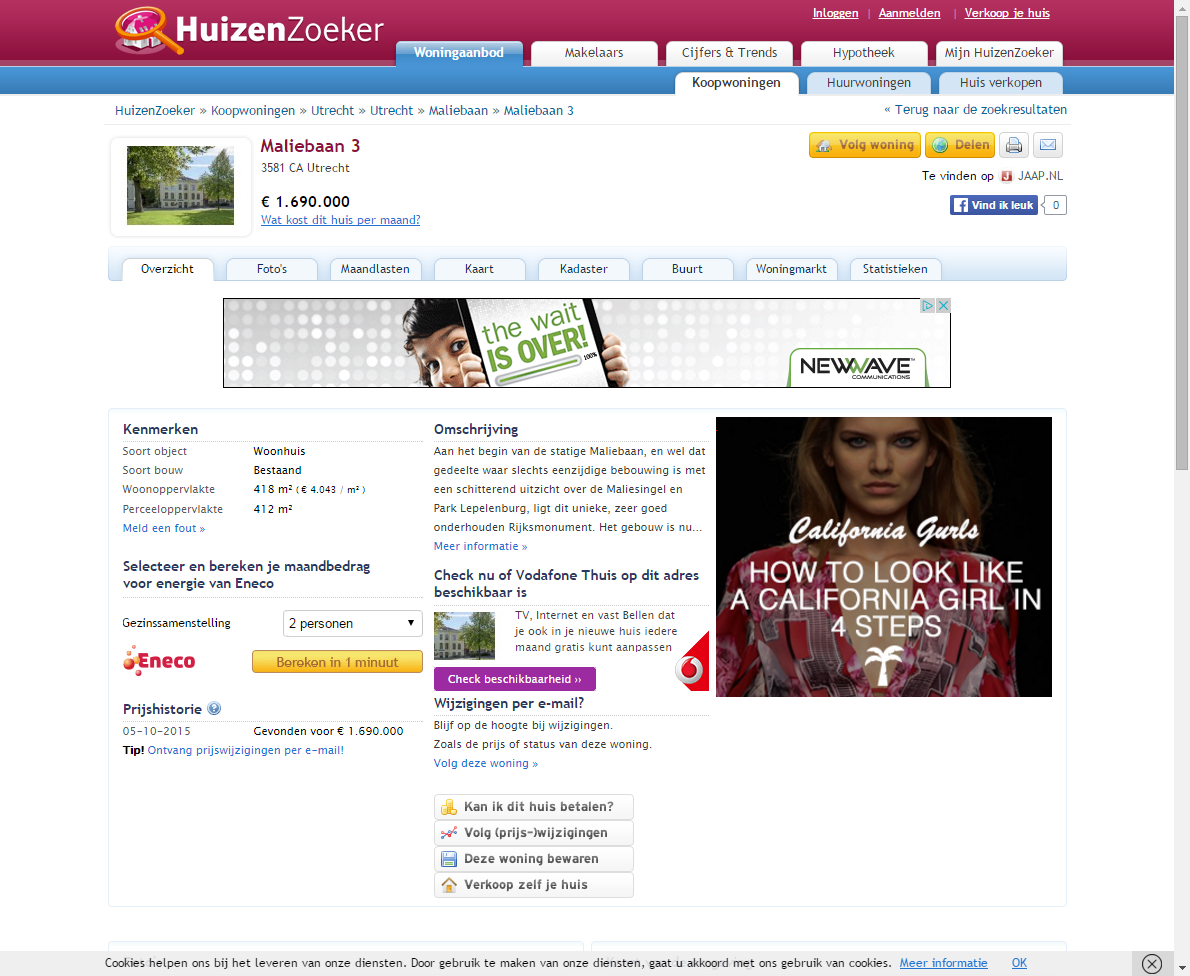 Inloggen | Aanmelden | Verkoop je huis
HuizenZoeker
Woningaanbod
Makelaars
Cijfers & Trends
Hypotheek
Mijn HuizenZoeker
Koopwoningen
Huurwoningen
Huis verkopen
HuizenZoeker » Koopwoningen » Utrecht » Utrecht » Maliebaan » Maliebaan 3
« Terug naar de zoekresultaten
Maliebaan 3
3581 CA Utrecht
€ 1.690.000
Wat kost dit huis per maand?
Volg woning
Delen
Te vinden op JAAP.NL
Vind ik leuk 0
Overzicht
Foto's
Maandlasten
Kaart
Kadaster
Buurt
Woningmarkt
Statistieken
the wait
IS OVER!
100%
NEWWAVE™
COMMUNICATIONS
Kenmerken
Soort object Woonhuis
Soort bouw Bestaand
Woonoppervlakte 418 m² ( € 4.043 / m² )
Perceeloppervlakte 412 m²
Meld een fout »
Selecteer en bereken je maandbedrag
voor energie van Eneco
Gezinssamenstelling 2 personen
Eneco
Bereken in 1 minuut
Prijshistorie ?
05-10-2015 Gevonden voor € 1.690.000
Tip! Ontvang prijswijzigingen per e-mail!
Omschrijving
Aan het begin van de statige Maliebaan, en wel dat
gedeelte waar slechts eenzijdige bebouwing is met
een schitterend uitzicht over de Maliesingel en
Park Lepelenburg, ligt dit unieke, zeer goed
onderhouden Rijksmonument. Het gebouw is nu...
Meer informatie »
Check nu of Vodafone Thuis op dit adres
beschikbaar is
TV, Internet en vast Bellen dat
je ook in je nieuwe huis iedere
maand gratis kunt aanpassen
Check beschikbaarheid ››
Wijzigingen per e-mail?
Blijf op de hoogte bij wijzigingen.
Zoals de prijs of status van deze woning.
Volg deze woning »
Kan ik dit huis betalen?
Volg (prijs-)wijzigingen
Deze woning bewaren
Verkoop zelf je huis
California Gurls
HOW TO LOOK LIKE
A CALIFORNIA GIRL IN
4 STEPS
Cookies helpen ons bij het leveren van onze diensten. Door gebruik te maken van onze diensten, gaat u akkoord met ons gebruik van cookies. Meer informatie OK